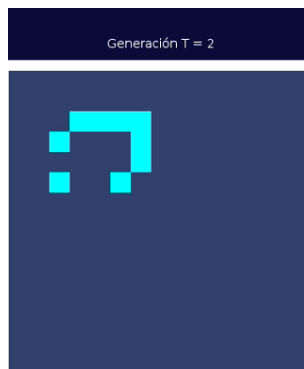 Generación T = 2